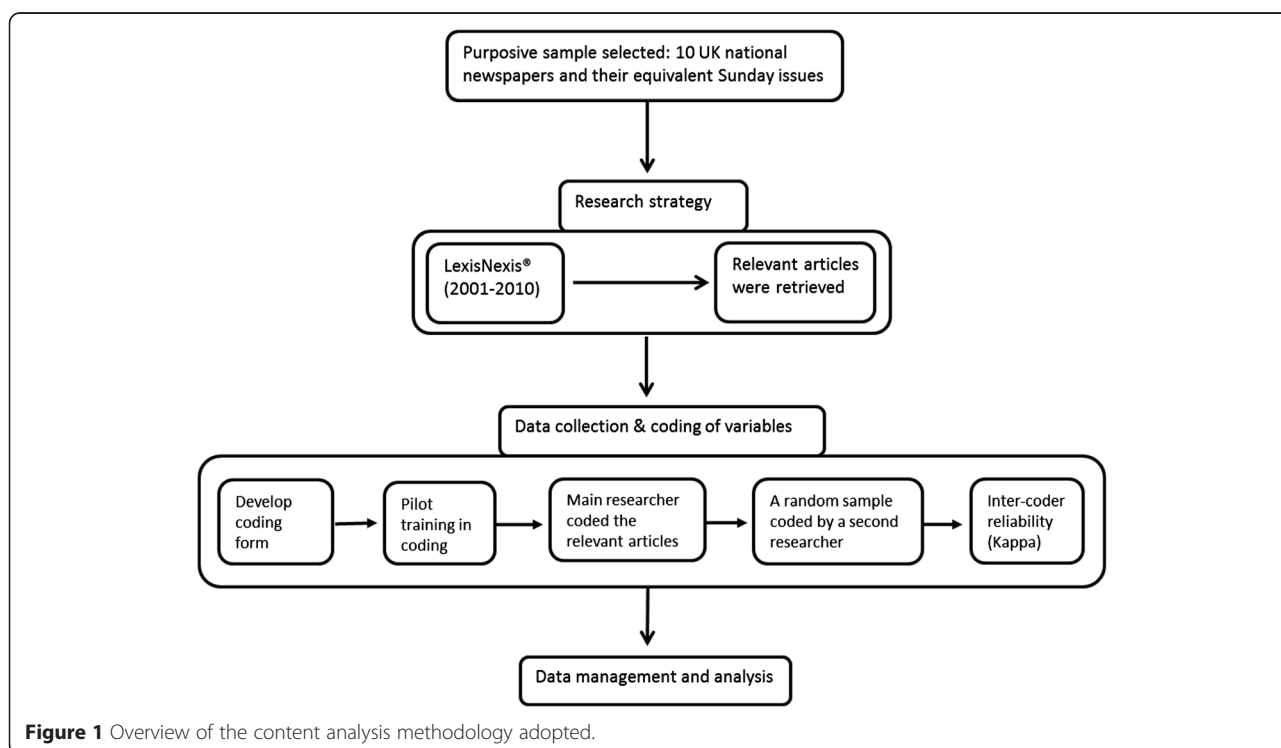 Purposive sample selected: 10 UK national
newspapers and their equivalent Sunday issues
Research strategy
LexisNexis®
(2001-2010)
Relevant articles
were retrieved
Data collection & coding of variables
Develop
coding
form
Pilot
training in
coding
Main researcher
coded the
relevant articles
A random sample
coded by a second
researcher
Inter-coder
reliability
(Kappa)
Data management and analysis
Figure 1 Overview of the content analysis methodology adopted.